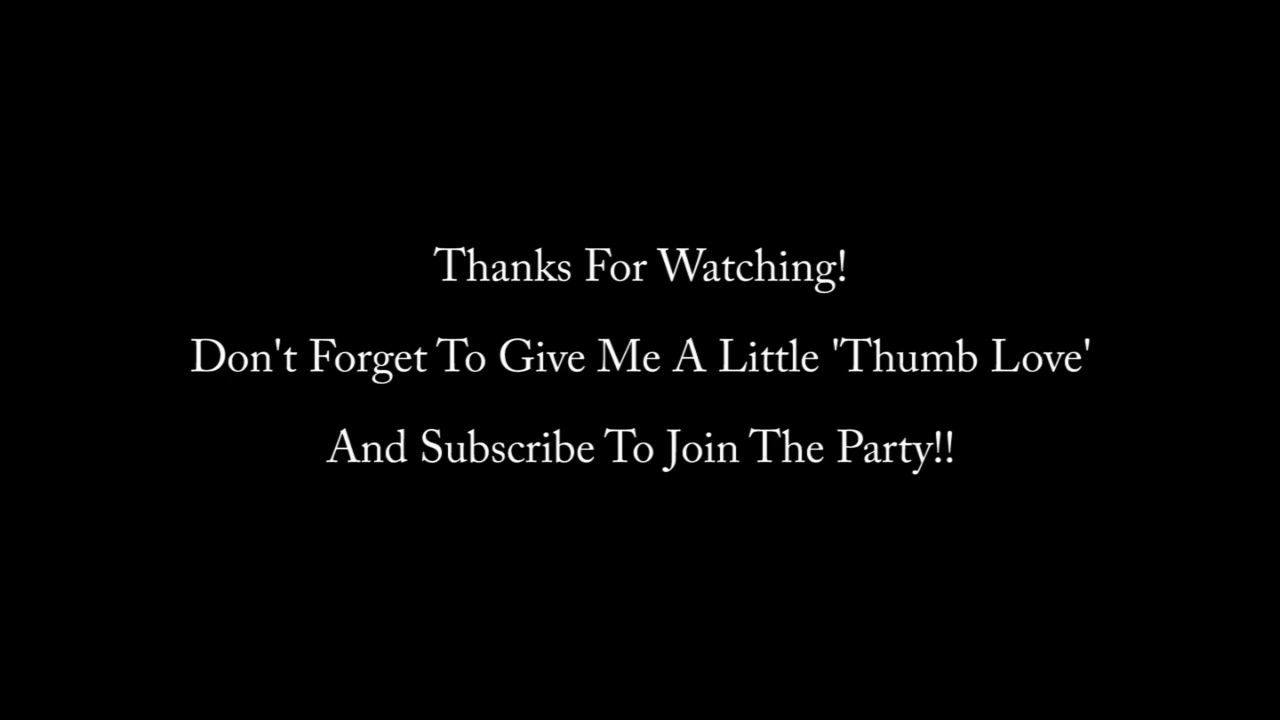 Thanks For Watching!
Don't Forget To Give Me A Little 'Thumb Love'
And Subscribe To Join The Party!!